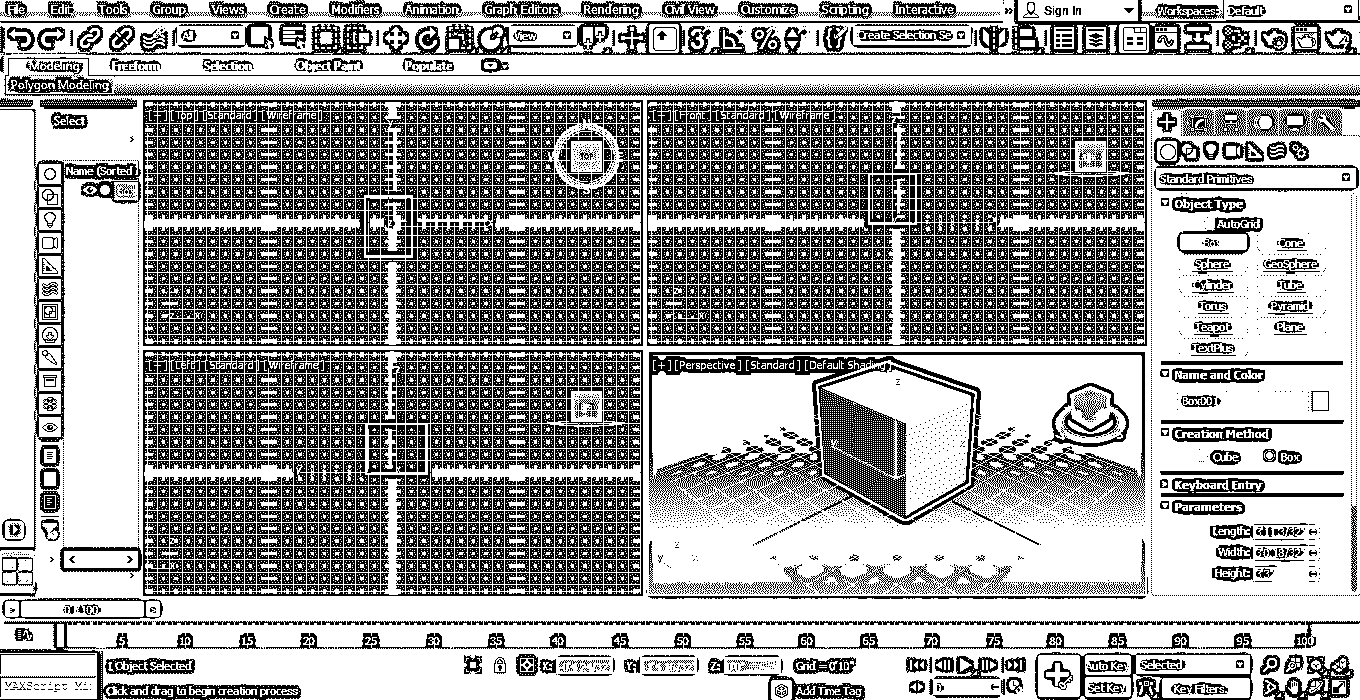 File Edit Tools Group Views Create Modifiers Animation Graph Editors Rendering Civil View Customize Scripting Interactive Sign In Workspaces: Default
All View Create Selection Se
Modeling Freeform Selection Object Paint Populate
Polygon Modeling
Select
Name (Sorted
[+] [Top] [Standard] [Wireframe]
TOP
[+] [Front] [Standard] [Wireframe]
[+] [Left] [Standard] [Wireframe]
[+] [Perspective] [Standard] [Default Shading]
Standard Primitives
Object Type
AutoGrid
Box Cone
Sphere GeoSphere
Cylinder Tube
Torus Pyramid
Teapot Plane
TextPlus
Name and Color
Box001
Creation Method
Cube Box
Keyboard Entry
Parameters
Length:
Width:
Height:
0 / 100
5 10 15 20 25 30 35 40 45 50 55 60 65 70 75 80 85 90 95 100
1 Object Selected X: Y: Z: Grid = 0'10" Auto Key Selected
MAXScript Mi
Click and drag to begin creation process Add Time Tag Set Key Key Filters...